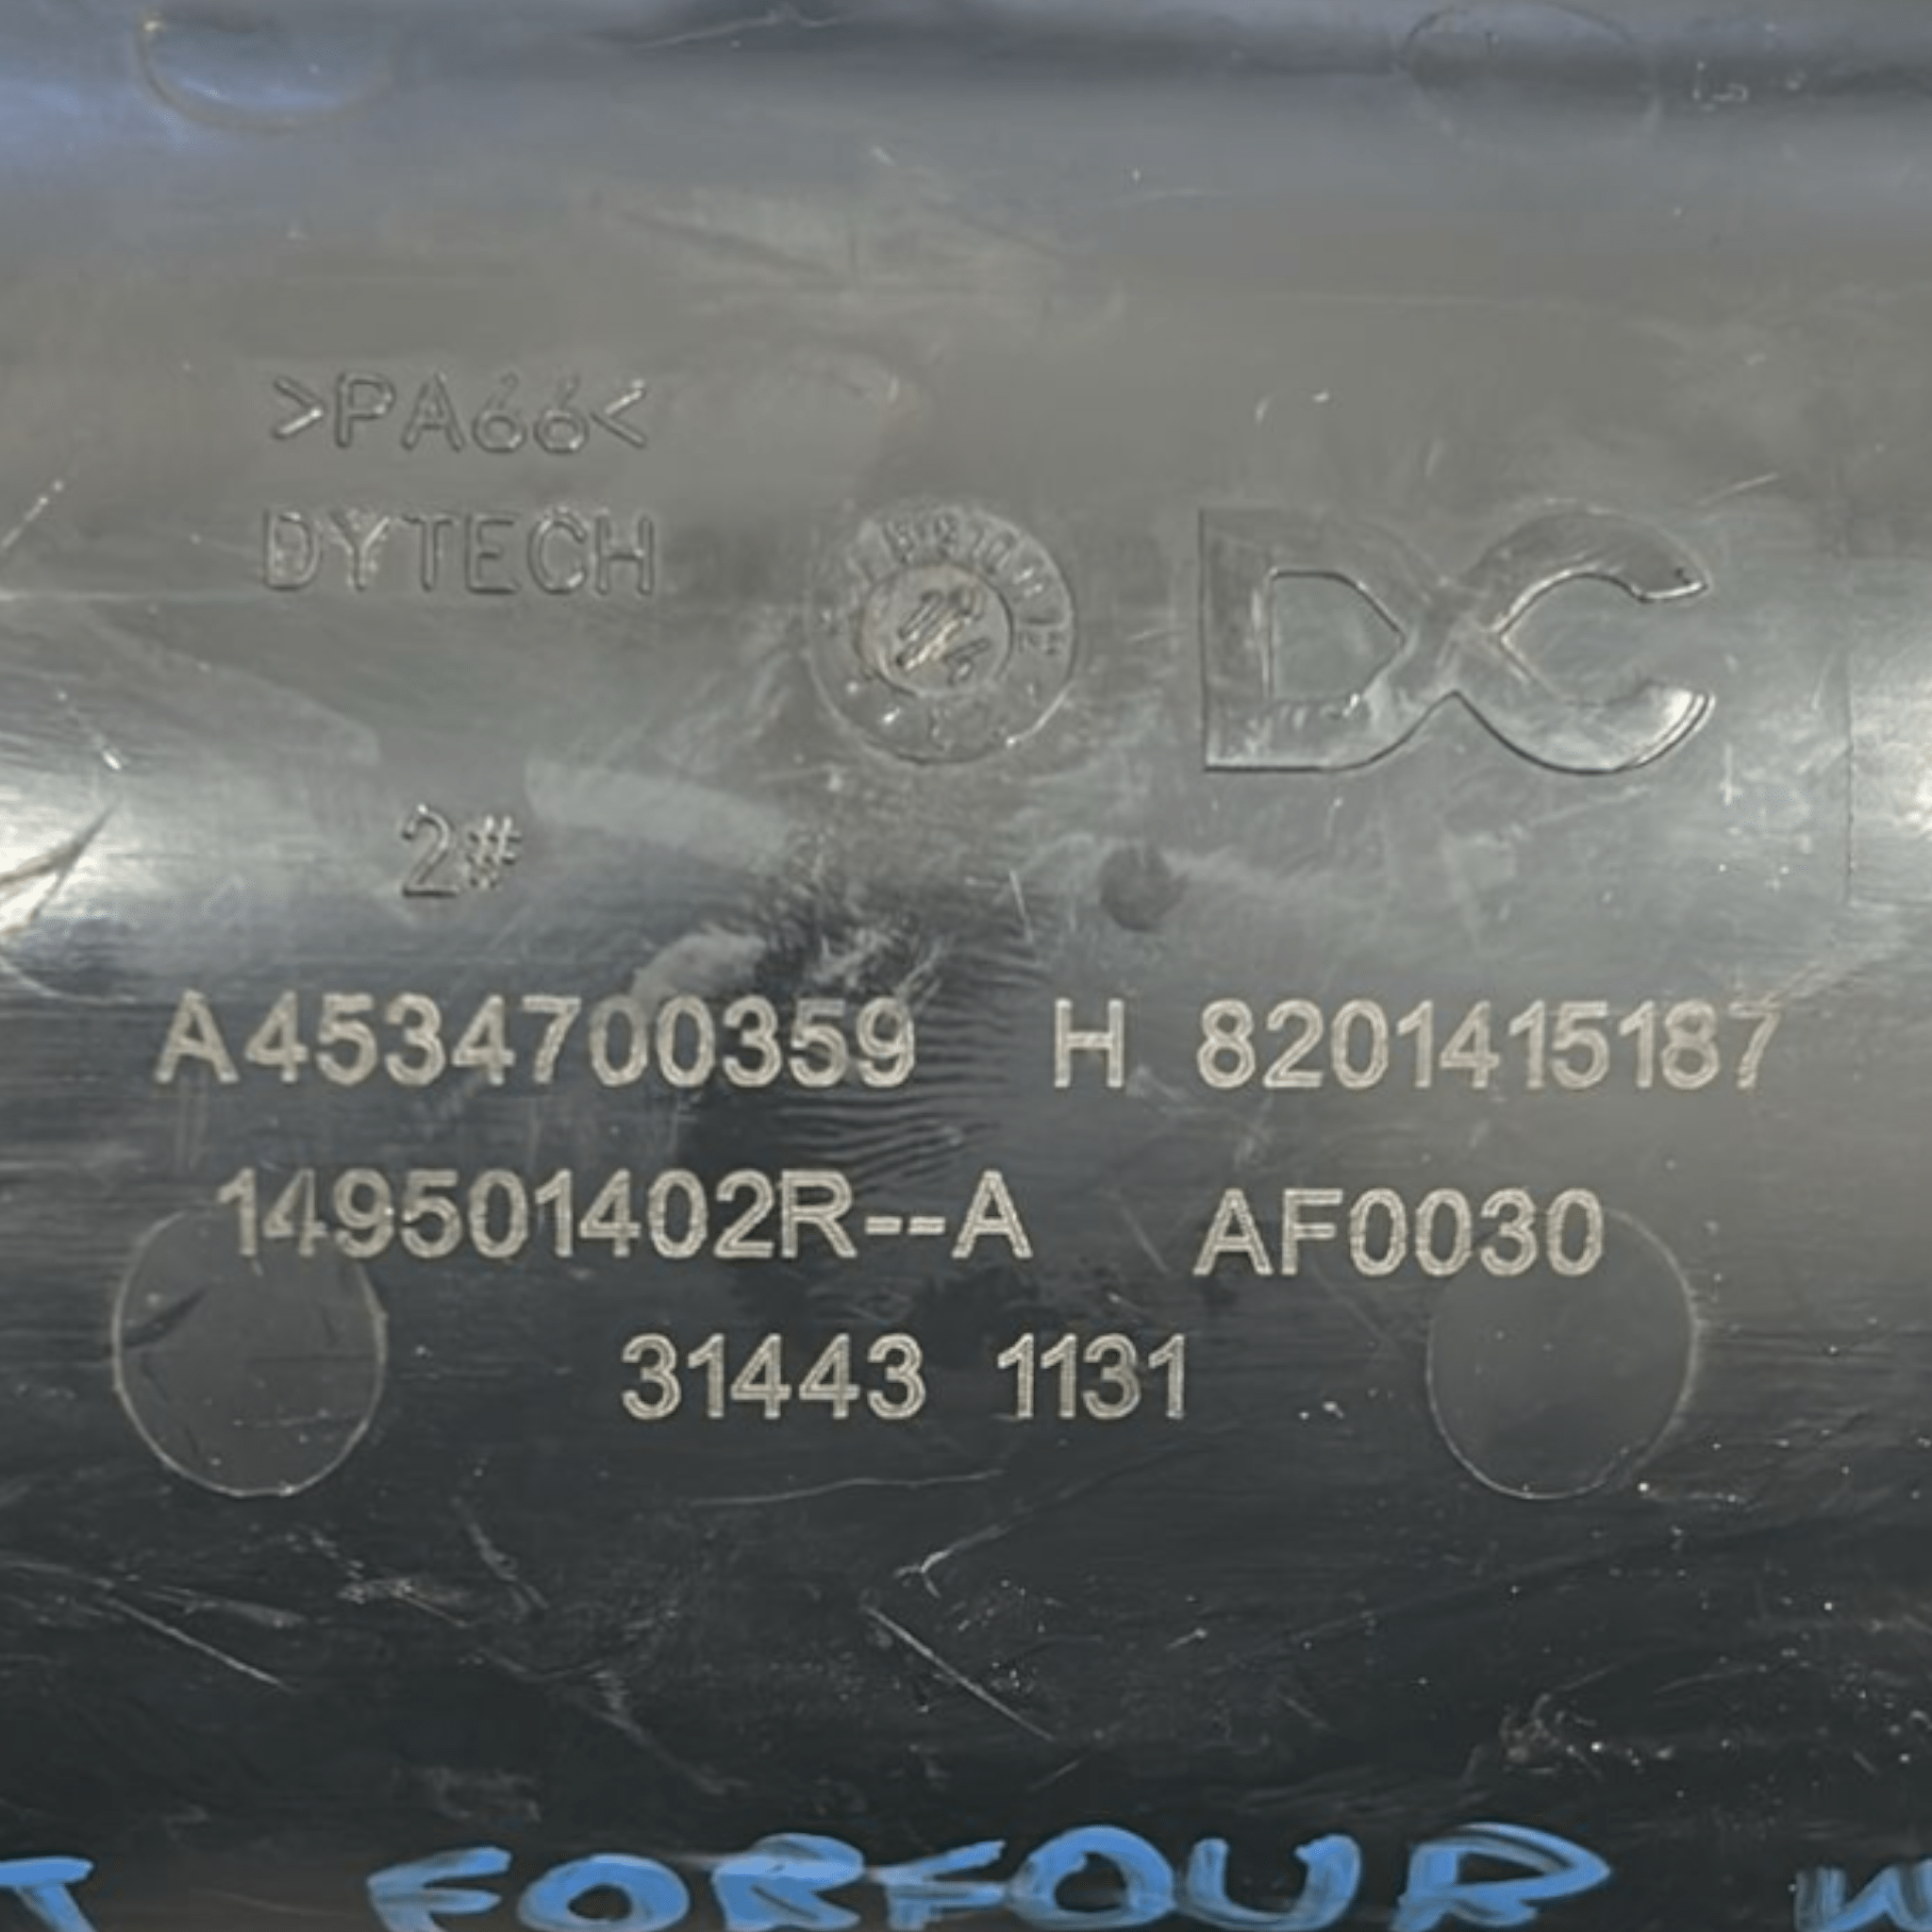 >PA66<
DYTECH
DC
2#
A4534700359 H 8201415187
149501402R--A AF0030
31443 1131
FORFOUR